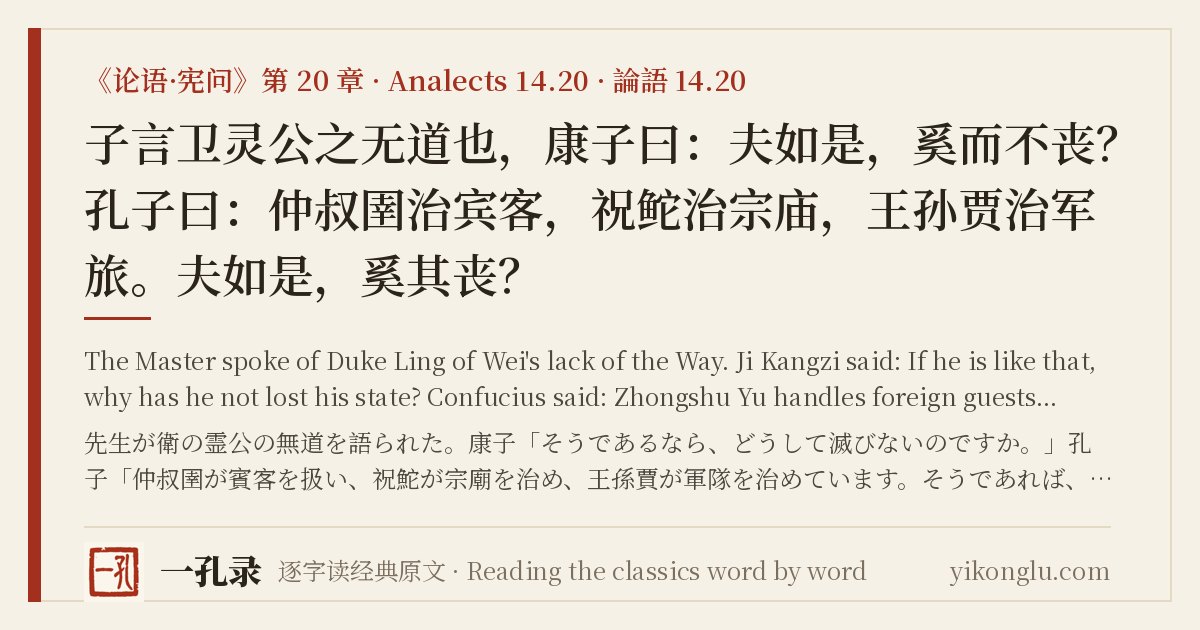 《论语·宪问》第 20 章 · Analects 14.20 · 論語 14.20
子言卫灵公之无道也，康子曰：夫如是，奚而不丧？
孔子曰：仲叔圉治宾客，祝鮀治宗庙，王孙贾治军
旅。夫如是，奚其丧？
The Master spoke of Duke Ling of Wei's lack of the Way. Ji Kangzi said: If he is like that,
why has he not lost his state? Confucius said: Zhongshu Yu handles foreign guests...
先生が衛の霊公の無道を語られた。康子「そうであるなら、どうして滅びないのですか。」孔
子「仲叔圉が賓客を扱い、祝鮀が宗廟を治め、王孫賈が軍隊を治めています。そうであれば、…
一孔
一孔录
逐字读经典原文 · Reading the classics word by word
yikonglu.com